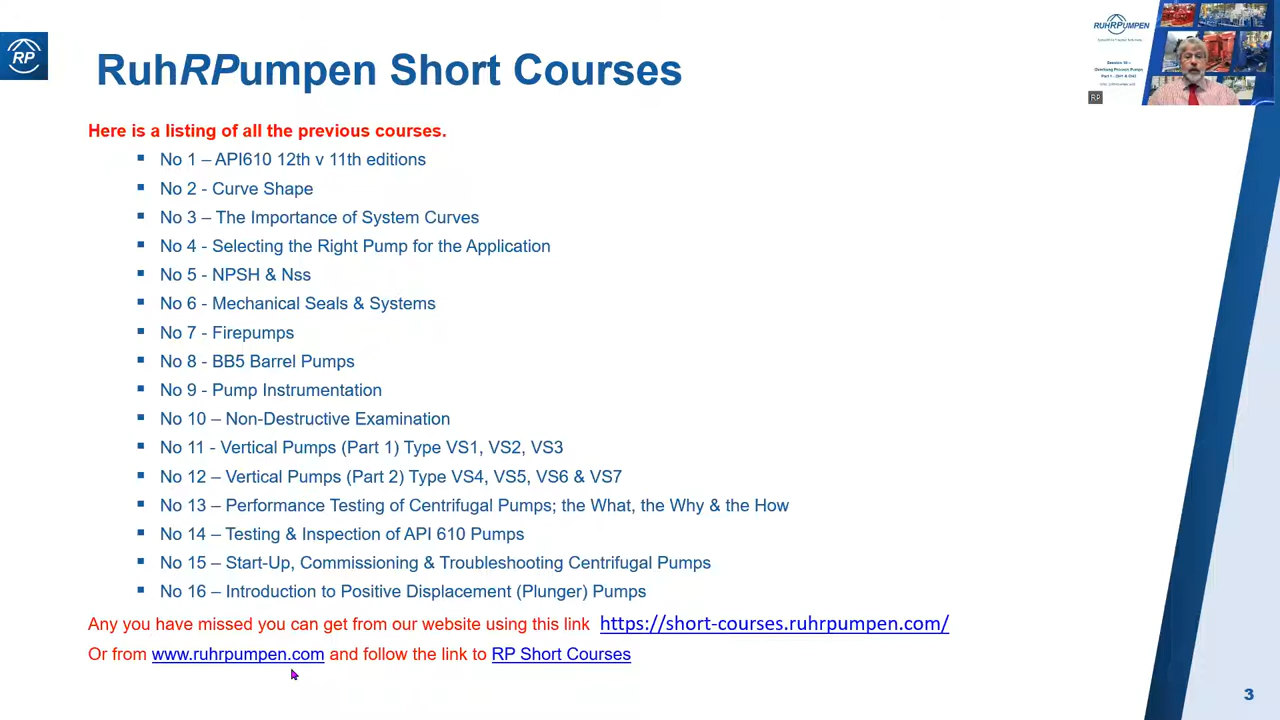 RP
RuhRPumpen Short Courses
RUHRPUMPEN
RP
Here is a listing of all the previous courses.
No 1 – API610 12th v 11th editions
No 2 - Curve Shape
No 3 – The Importance of System Curves
No 4 - Selecting the Right Pump for the Application
No 5 - NPSH & Nss
No 6 - Mechanical Seals & Systems
No 7 - Firepumps
No 8 - BB5 Barrel Pumps
No 9 - Pump Instrumentation
No 10 – Non-Destructive Examination
No 11 - Vertical Pumps (Part 1) Type VS1, VS2, VS3
No 12 – Vertical Pumps (Part 2) Type VS4, VS5, VS6 & VS7
No 13 – Performance Testing of Centrifugal Pumps; the What, the Why & the How
No 14 – Testing & Inspection of API 610 Pumps
No 15 – Start-Up, Commissioning & Troubleshooting Centrifugal Pumps
No 16 – Introduction to Positive Displacement (Plunger) Pumps
Any you have missed you can get from our website using this link https://short-courses.ruhrpumpen.com/
Or from www.ruhrpumpen.com and follow the link to RP Short Courses
3